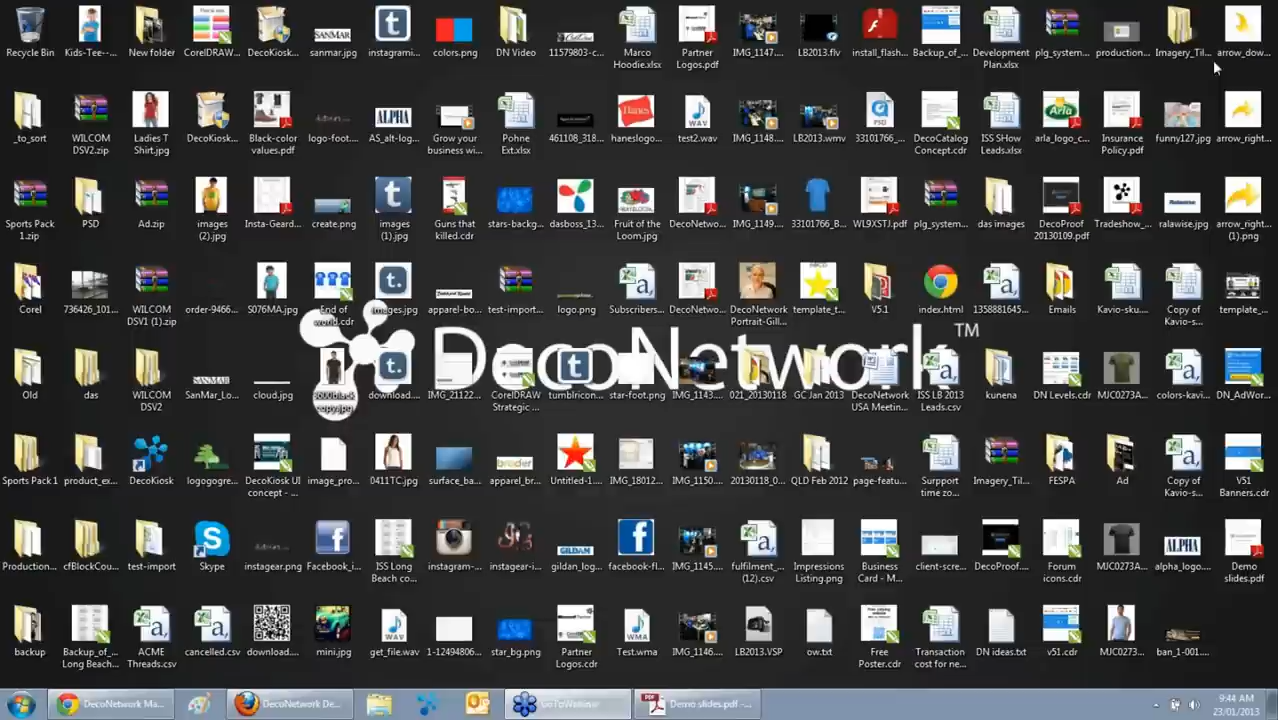 Recycle Bin
Kids-Tee--...
New folder
CorelDRAW...
DecoKiosk...
sanmar.jpg
instagrami...
colors.png
DN Video
11579803-c...
Marco
Hoodie.xlsx
Partner
Logos.pdf
IMG_1147...
LB2013.flv
install_flash...
Backup_of_...
Development
Plan.xlsx
plg_system...
production...
Imagery_Til...
arrow_dow...
_to_sort
WILCOM
DSV2.zip
Ladies T
Shirt.jpg
DecoKiosk...
Black-color
values.pdf
logo-foot....
AS_alt-log...
Grow your
business wi...
Pohne
Ext.xlsx
461108_318...
haneslogo...
test2.wav
IMG_1148...
LB2013.wmv
33101766_...
DecoCatalog
Concept.cdr
ISS SHow
Leads.xlsx
arla_logo_c...
Insurance
Policy.pdf
funny127.jpg
arrow_right...
Sports Pack
1.zip
PSD
Ad.zip
images
(2).jpg
Insta-Geard...
create.png
images
(1).jpg
Guns that
killed.cdr
stars-backg...
dasboss_13...
Fruit of the
Loom.jpg
DecoNetwo...
IMG_1149...
33101766_B...
WL9XSTJ.pdf
plg_system...
das images
DecoProof
20130109.pdf
Tradeshow_...
ralawise.jpg
arrow_right
(1).png
Corel
736426_101...
WILCOM
DSV1 (1).zip
order-9466...
S076MA.jpg
End of
world.cdr
images.jpg
apparel-bo...
test-import...
logo.png
Subscribers...
DecoNetwo...
DecoNetwork
Portrait-Gill...
template_t...
V5.1
index.html
1358881645...
Emails
Kavio-sku...
Copy of
Kavio-s...
template_...
DecoNetwork™
Old
das
WILCOM
DSV2
SanMar_Lo...
cloud.jpg
copy.jpg
download....
IMG_21122...
CorelDRAW
Strategic ...
tumblricon...
star-foot.png
IMG_1143...
021_20130118
GC Jan 2013
DecoNetwork
USA Meetin...
ISS LB 2013
Leads.csv
kunena
DN Levels.cdr
MJC0273A...
colors-kavi...
DN_AdWor...
Sports Pack 1
product_ex...
DecoKiosk
logogogre...
DecoKiosk UI
concept - ...
image_pro...
0411TC.jpg
surface_ba...
apparel_br...
Untitled-1....
IMG_18012...
IMG_1150...
20130118_0...
QLD Feb 2012
page-featu...
Surpport
time zo...
Imagery_Til...
FESPA
Ad
Copy of
Kavio-s...
V51
Banners.cdr
Production...
cfBlockCou...
test-import
Skype
instagear.png
Facebook_i...
ISS Long
Beach co...
instagram-...
instagear-i...
gildan_log...
facebook-fl...
IMG_1145...
fulfilment_...
(12).csv
Impressions
Listing.png
Business
Card - M...
client-scre...
DecoProof....
Forum
icons.cdr
MJC0273A...
alpha_logo....
Demo
slides.pdf
backup
Backup_of_...
Long Beach...
ACME
Threads.csv
cancelled.csv
download....
mini.jpg
get_file.wav
1-12494806...
star_bg.png
Partner
Logos.cdr
Test.wma
IMG_1146...
LB2013.VSP
ow.txt
Free
Poster.cdr
Transaction
cost for ne...
DN ideas.txt
v51.cdr
MJC0273...
ban_1-001....
SANMAR
ALPHA
Hanes
Arla
GILDAN
ALPHA
DecoNetwork Ma...
DecoNetwork De...
GoToWebinar
Demo slides.pdf -...
9:44 AM
23/01/2013